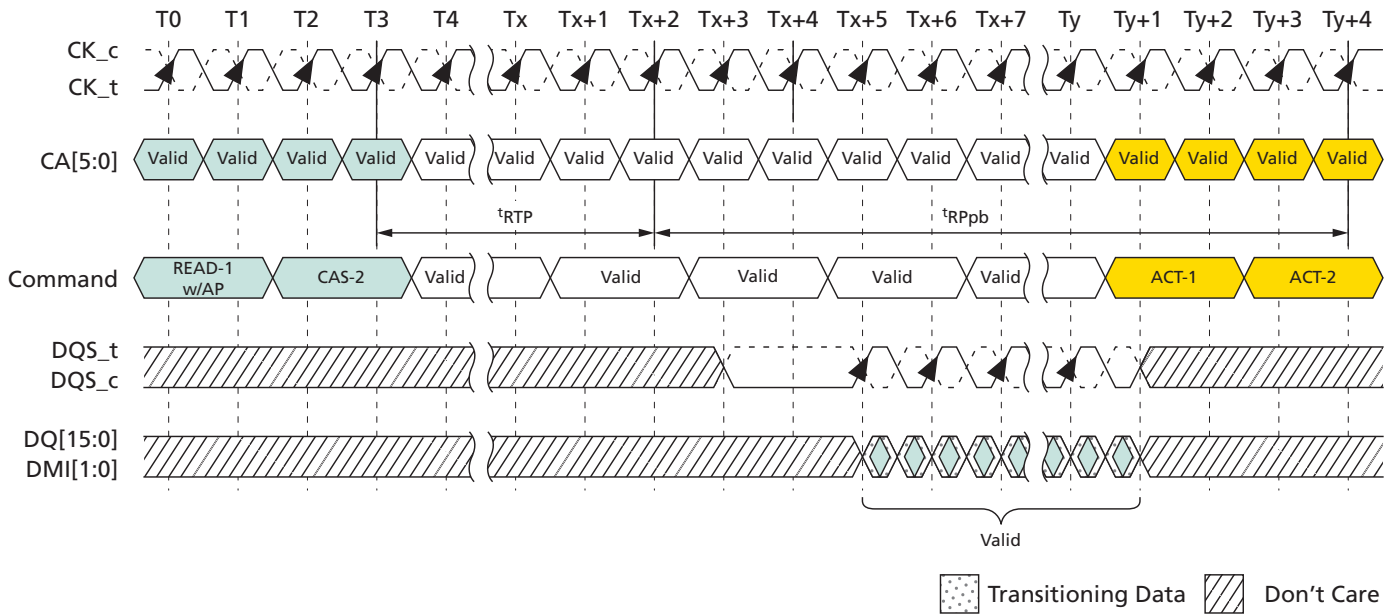 T0 T1 T2 T3 T4 Tx Tx+1 Tx+2 Tx+3 Tx+4 Tx+5 Tx+6 Tx+7 Ty Ty+1 Ty+2 Ty+3 Ty+4
CK_c
CK_t
CA[5:0] Valid Valid Valid Valid Valid Valid Valid Valid Valid Valid Valid Valid Valid Valid Valid Valid Valid Valid
tRTP tRPpb
Command READ-1 w/AP CAS-2 Valid Valid Valid Valid Valid ACT-1 ACT-2
DQS_t
DQS_c
DQ[15:0]
DMI[1:0]
Valid
Transitioning Data Don't Care